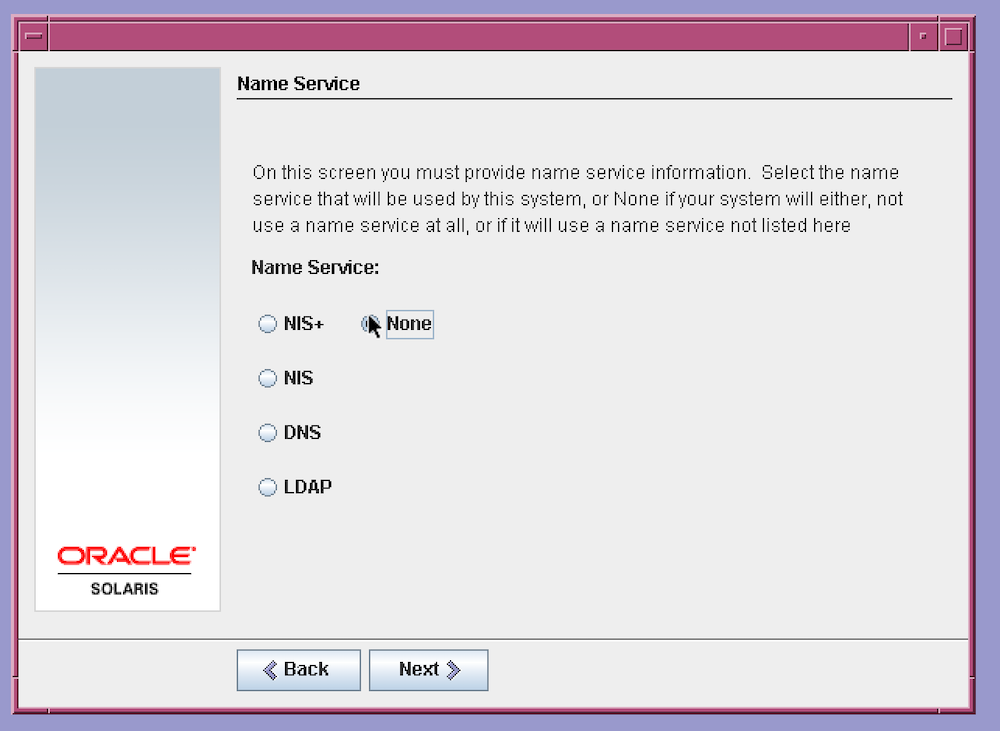 Name Service
On this screen you must provide name service information.  Select the name
service that will be used by this system, or None if your system will either, not
use a name service at all, or if it will use a name service not listed here
Name Service:
NIS+ None
NIS
DNS
LDAP
ORACLE
SOLARIS
Back Next